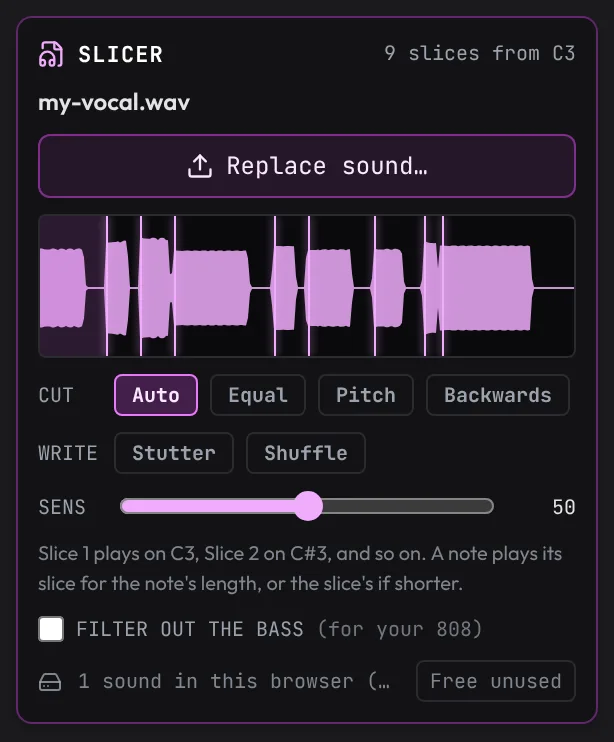 SLICER
9 slices from C3
my-vocal.wav
Replace sound…
CUT Auto Equal Pitch Backwards
WRITE Stutter Shuffle
SENS 50
Slice 1 plays on C3, Slice 2 on C#3, and so on. A note plays its
slice for the note's length, or the slice's if shorter.
FILTER OUT THE BASS (for your 808)
1 sound in this browser (… Free unused